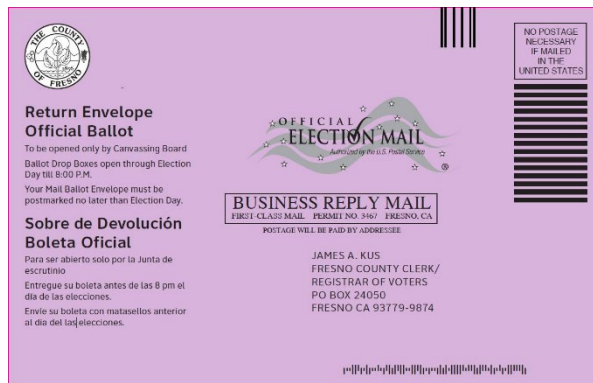 THE COUNTY
OF FRESNO
Return Envelope
Official Ballot
To be opened only by Canvassing Board
Ballot Drop Boxes open through Election
Day till 8:00 P.M.
Your Mail Ballot Envelope must be
postmarked no later than Election Day.
Sobre de Devolución
Boleta Oficial
Para ser abierto solo por la Junta de
escrutinio
Entregue su boleta antes de las 8 pm el
día de las elecciones.
Envíe su boleta con matasellos anterior
al dia del las elecciones.
NO POSTAGE
NECESSARY
IF MAILED
IN THE
UNITED STATES
OFFICIAL
ELECTION MAIL
Authorized by the U.S. Postal Service
®
BUSINESS REPLY MAIL
FIRST-CLASS MAIL PERMIT NO. 3467 FRESNO, CA
POSTAGE WILL BE PAID BY ADDRESSEE
JAMES A. KUS
FRESNO COUNTY CLERK/
REGISTRAR OF VOTERS
PO BOX 24050
FRESNO CA 93779-9874